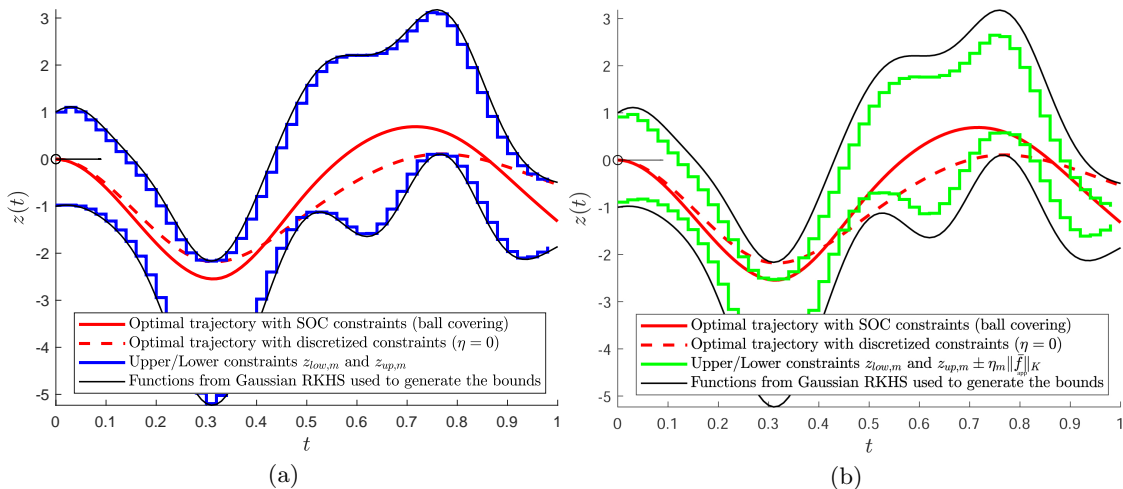 3
2
1
0
-1
-2
-3
-4
-5
z(t)
0
0.1
0.2
0.3
0.4
0.5
0.6
0.7
0.8
0.9
1
t
Optimal trajectory with SOC constraints (ball covering)
Optimal trajectory with discretized constraints (η = 0)
Upper/Lower constraints z_{low,m} and z_{up,m}
Functions from Gaussian RKHS used to generate the bounds
(a)
3
2
1
0
-1
-2
-3
-4
-5
z(t)
0
0.1
0.2
0.3
0.4
0.5
0.6
0.7
0.8
0.9
1
t
Optimal trajectory with SOC constraints (ball covering)
Optimal trajectory with discretized constraints (η = 0)
Upper/Lower constraints z_{low,m} and z_{up,m} ± η_m‖f̄‖_K
Functions from Gaussian RKHS used to generate the bounds
(b)